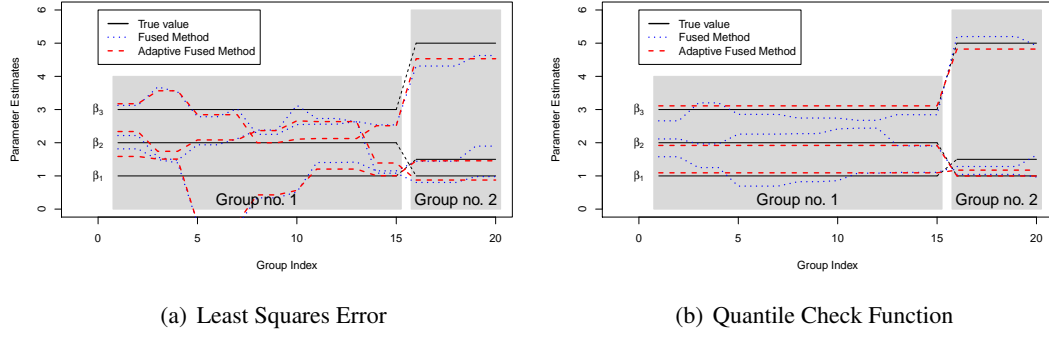 6
5
4
3
2
1
0
Parameter Estimates
True value
Fused Method
Adaptive Fused Method
β3
β2
β1
Group no. 1
Group no. 2
0 5 10 15 20
Group Index
(a) Least Squares Error
6
5
4
3
2
1
0
Parameter Estimates
True value
Fused Method
Adaptive Fused Method
β3
β2
β1
Group no. 1
Group no. 2
0 5 10 15 20
Group Index
(b) Quantile Check Function